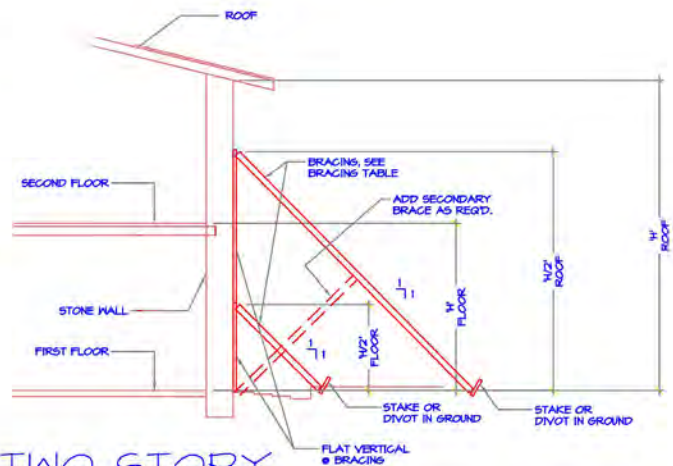 ROOF
BRACING, SEE
BRACING TABLE
SECOND FLOOR
ADD SECONDARY
BRACE AS REQ'D.
'H'
ROOF
'H/2'
ROOF
'H'
FLOOR
1
1
STONE WALL
'H/2'
FLOOR
1
1
FIRST FLOOR
STAKE OR
DIVOT IN GROUND
STAKE OR
DIVOT IN GROUND
FLAT VERTICAL
@ BRACING
TWO STORY